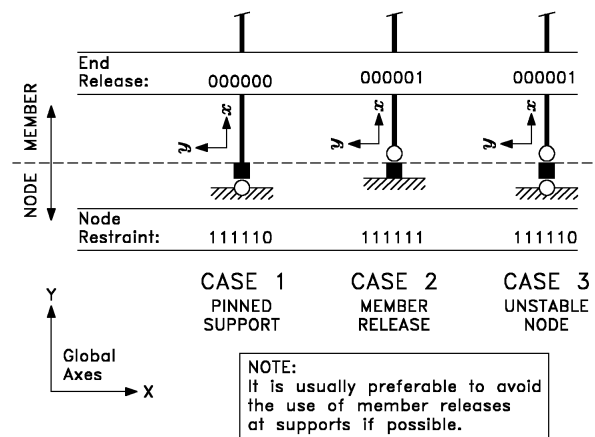 End
Release: 000000 000001 000001
MEMBER
x x x
y y y
NODE
Node
Restraint: 111110 111111 111110
CASE 1 CASE 2 CASE 3
PINNED MEMBER UNSTABLE
SUPPORT RELEASE NODE
Y
Global
Axes
X
NOTE:
It is usually preferable to avoid
the use of member releases
at supports if possible.